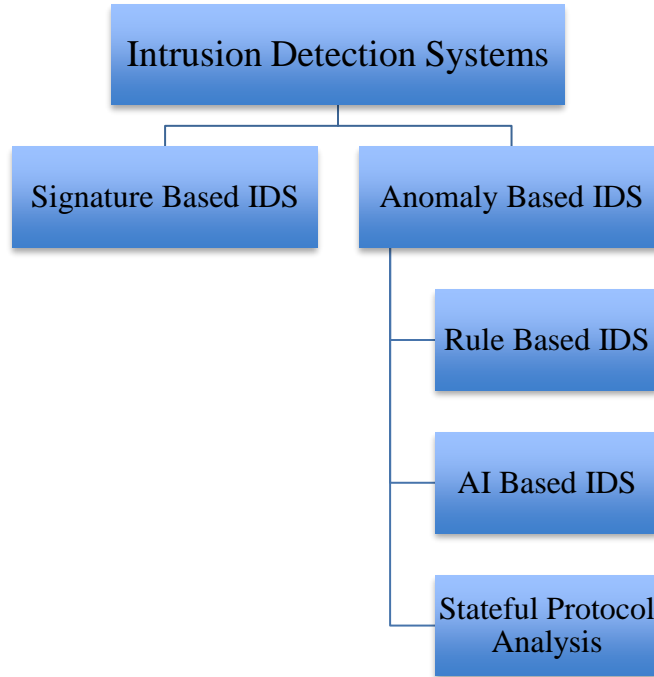 Intrusion Detection Systems
Signature Based IDS
Anomaly Based IDS
Rule Based IDS
AI Based IDS
Stateful Protocol
Analysis